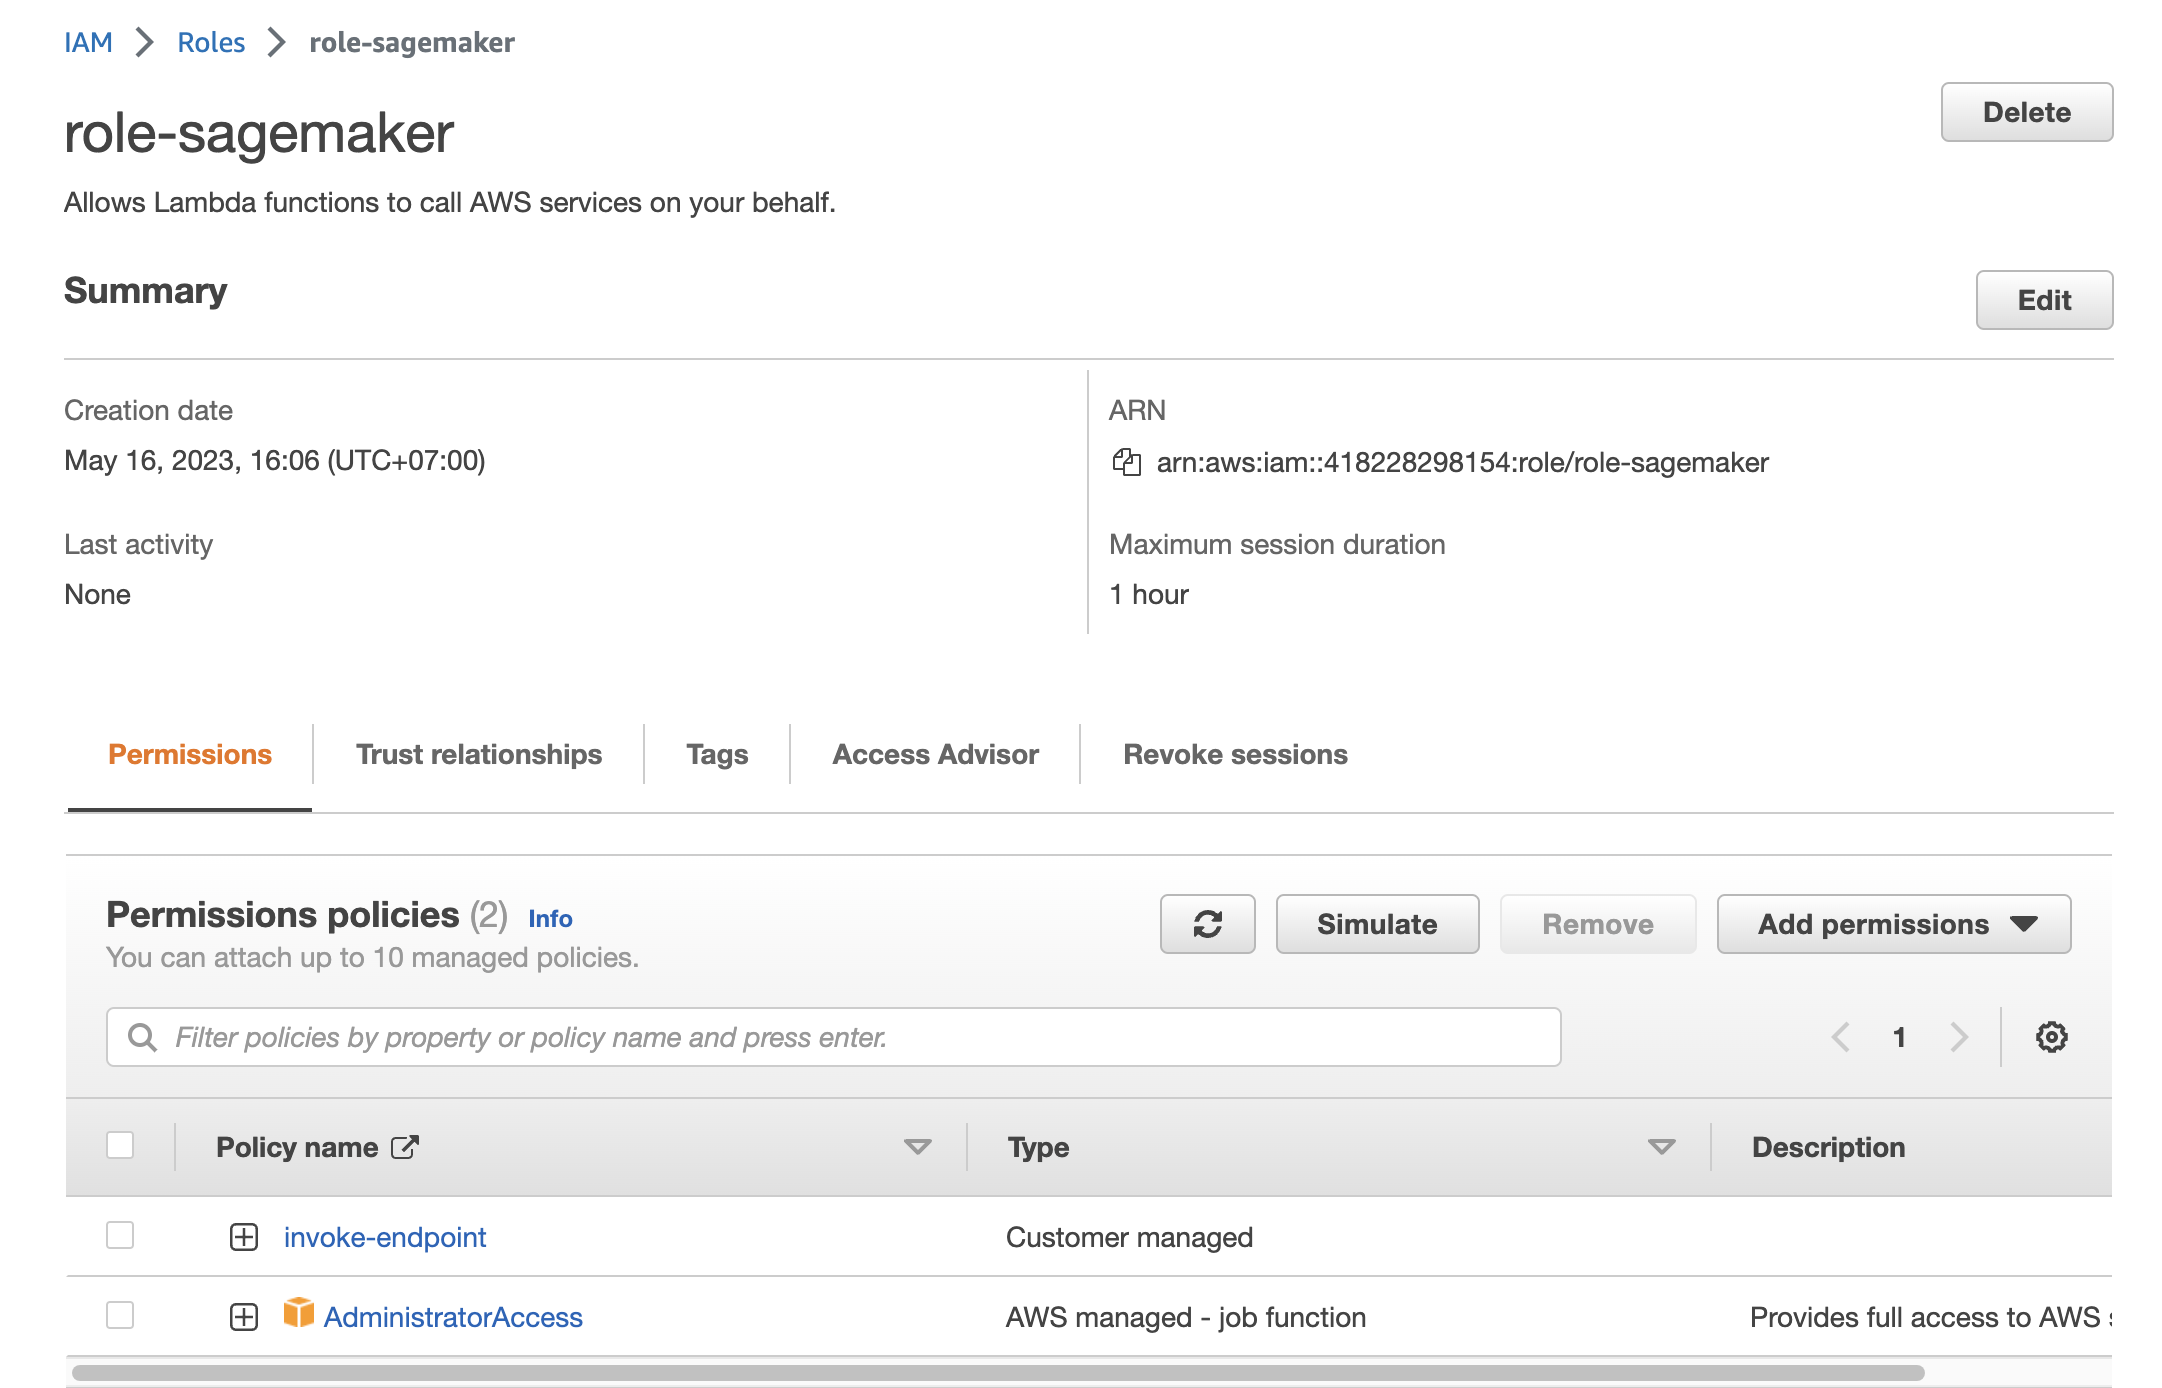 IAM > Roles > role-sagemaker
Delete
role-sagemaker
Allows Lambda functions to call AWS services on your behalf.
Summary
Edit
Creation date
May 16, 2023, 16:06 (UTC+07:00)
ARN
arn:aws:iam::418228298154:role/role-sagemaker
Last activity
None
Maximum session duration
1 hour
Permissions Trust relationships Tags Access Advisor Revoke sessions
Permissions policies (2) Info
You can attach up to 10 managed policies.
Simulate Remove Add permissions
Filter policies by property or policy name and press enter.
1
Policy name Type Description
invoke-endpoint Customer managed
AdministratorAccess AWS managed - job function Provides full access to AWS